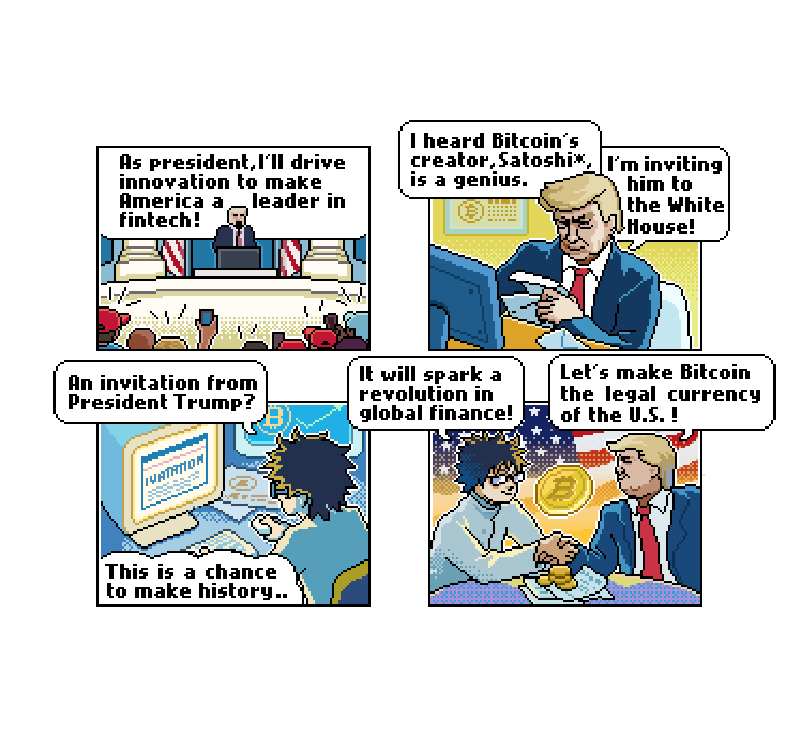 As president,I'll drive
innovation to make
America a leader in
fintech!
I heard Bitcoin's
creator,Satoshi*,
is a genius.
I'm inviting
him to
the White
House!
An invitation from
President Trump?
IVATATION
This is a chance
to make history..
It will spark a
revolution in
global finance!
Let's make Bitcoin
the legal currency
of the U.S. !